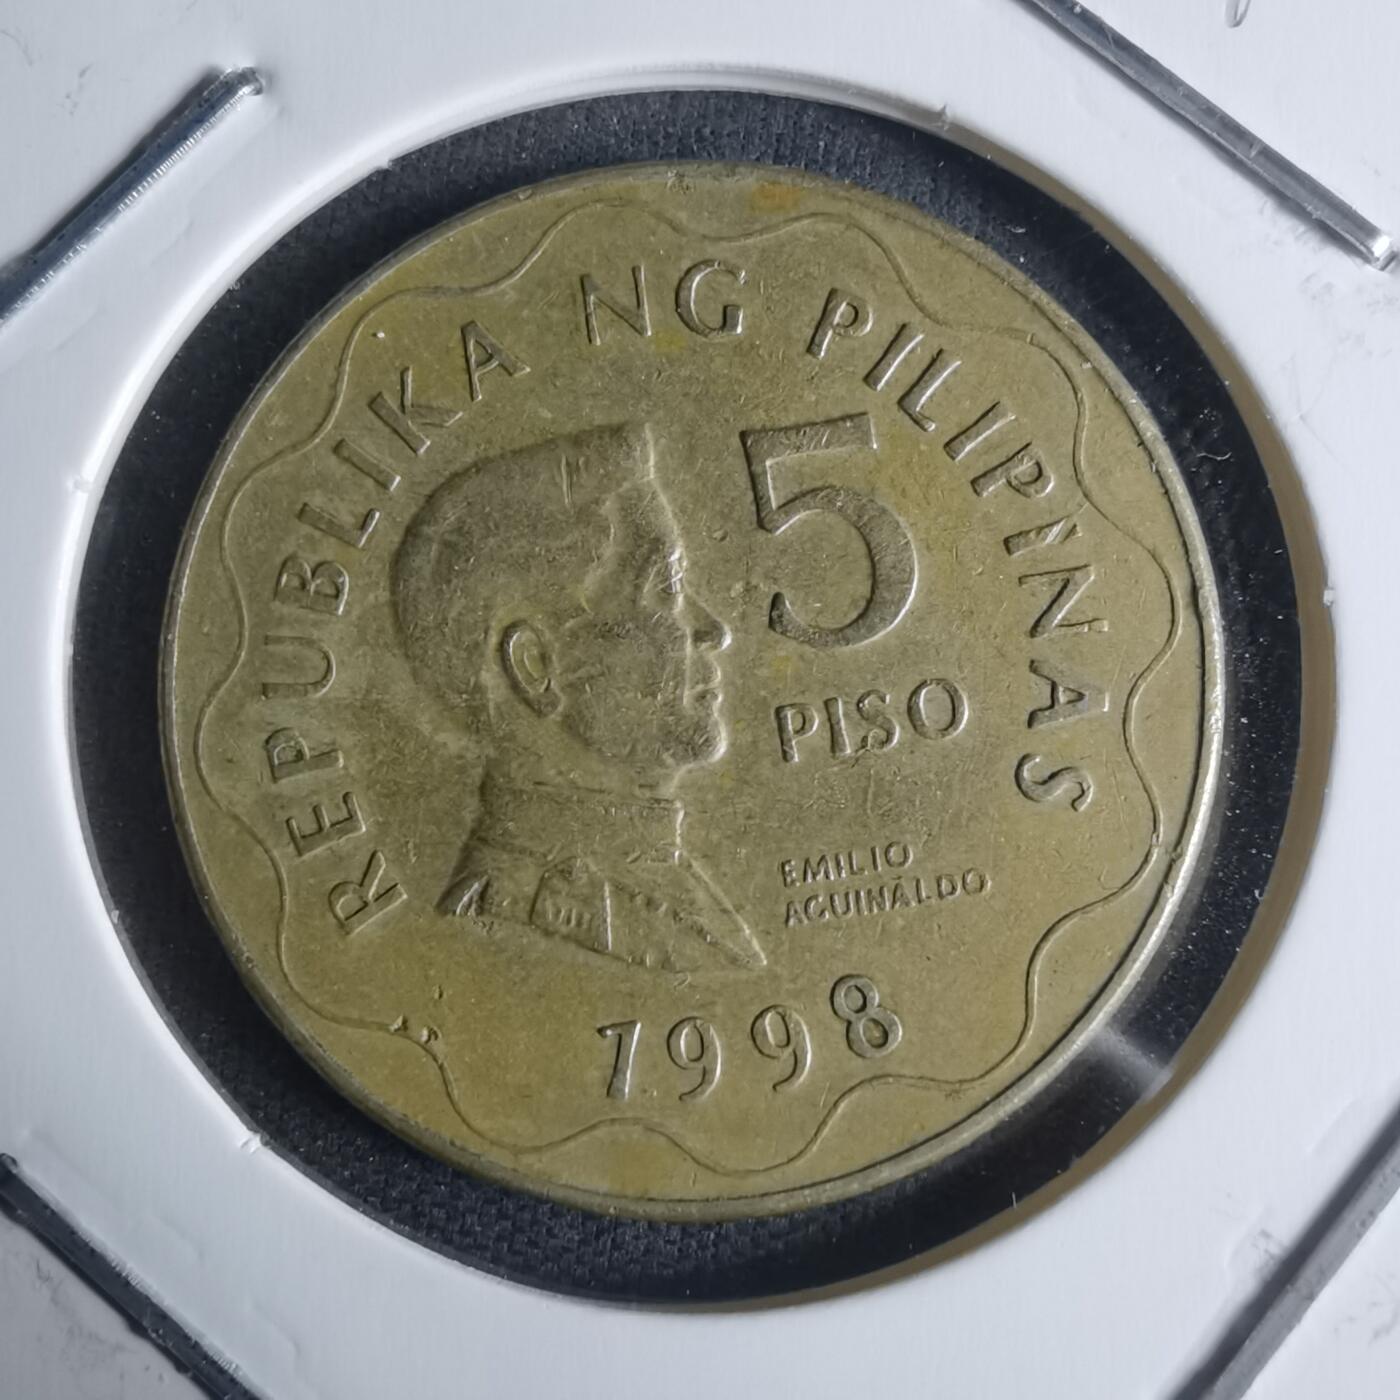 REPUBLIKA NG PILIPINAS
5
PISO
EMILIO
AGUINALDO
1998